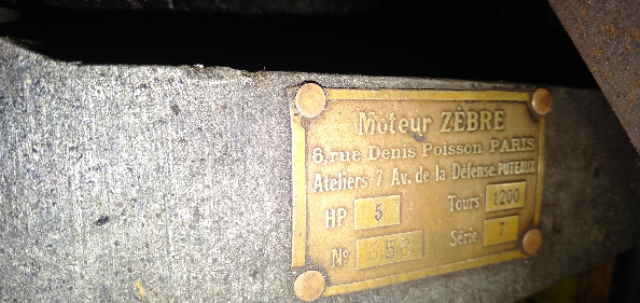 Moteur ZÈBRE
6, rue Denis Poisson PARIS
Ateliers 7 Av. de la Défense PUTEAUX
HP 5 Tours 1200
Nº Série 7